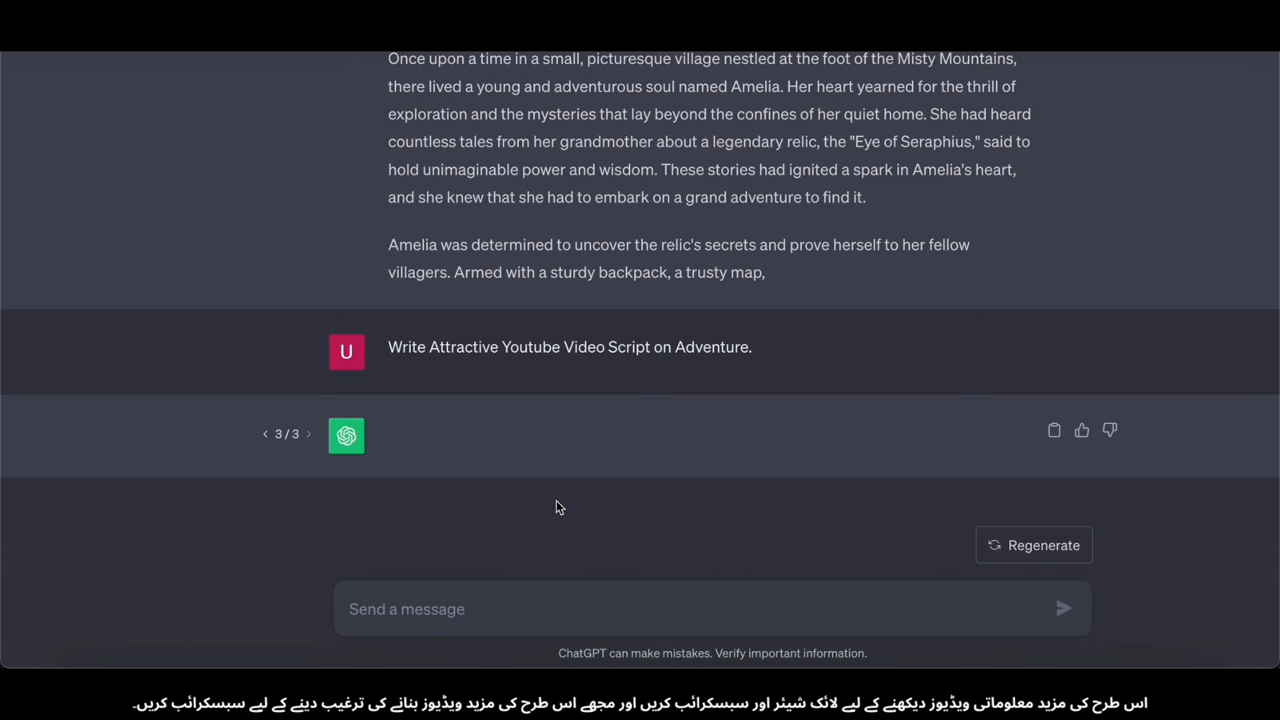 Once upon a time in a small, picturesque village nestled at the foot of the Misty Mountains,
there lived a young and adventurous soul named Amelia. Her heart yearned for the thrill of
exploration and the mysteries that lay beyond the confines of her quiet home. She had heard
countless tales from her grandmother about a legendary relic, the "Eye of Seraphius," said to
hold unimaginable power and wisdom. These stories had ignited a spark in Amelia's heart,
and she knew that she had to embark on a grand adventure to find it.
Amelia was determined to uncover the relic's secrets and prove herself to her fellow
villagers. Armed with a sturdy backpack, a trusty map,
U
Write Attractive Youtube Video Script on Adventure.
< 3 / 3 >
Regenerate
Send a message
ChatGPT can make mistakes. Verify important information.
اس طرح کی مزید معلوماتی ویڈیوز دیکھنے کے لیے لائک شیئر اور سبسکرائب کریں اور مجھے اس طرح کی مزید ویڈیوز بنانے کی ترغیب دینے کے لیے سبسکرائب کریں۔